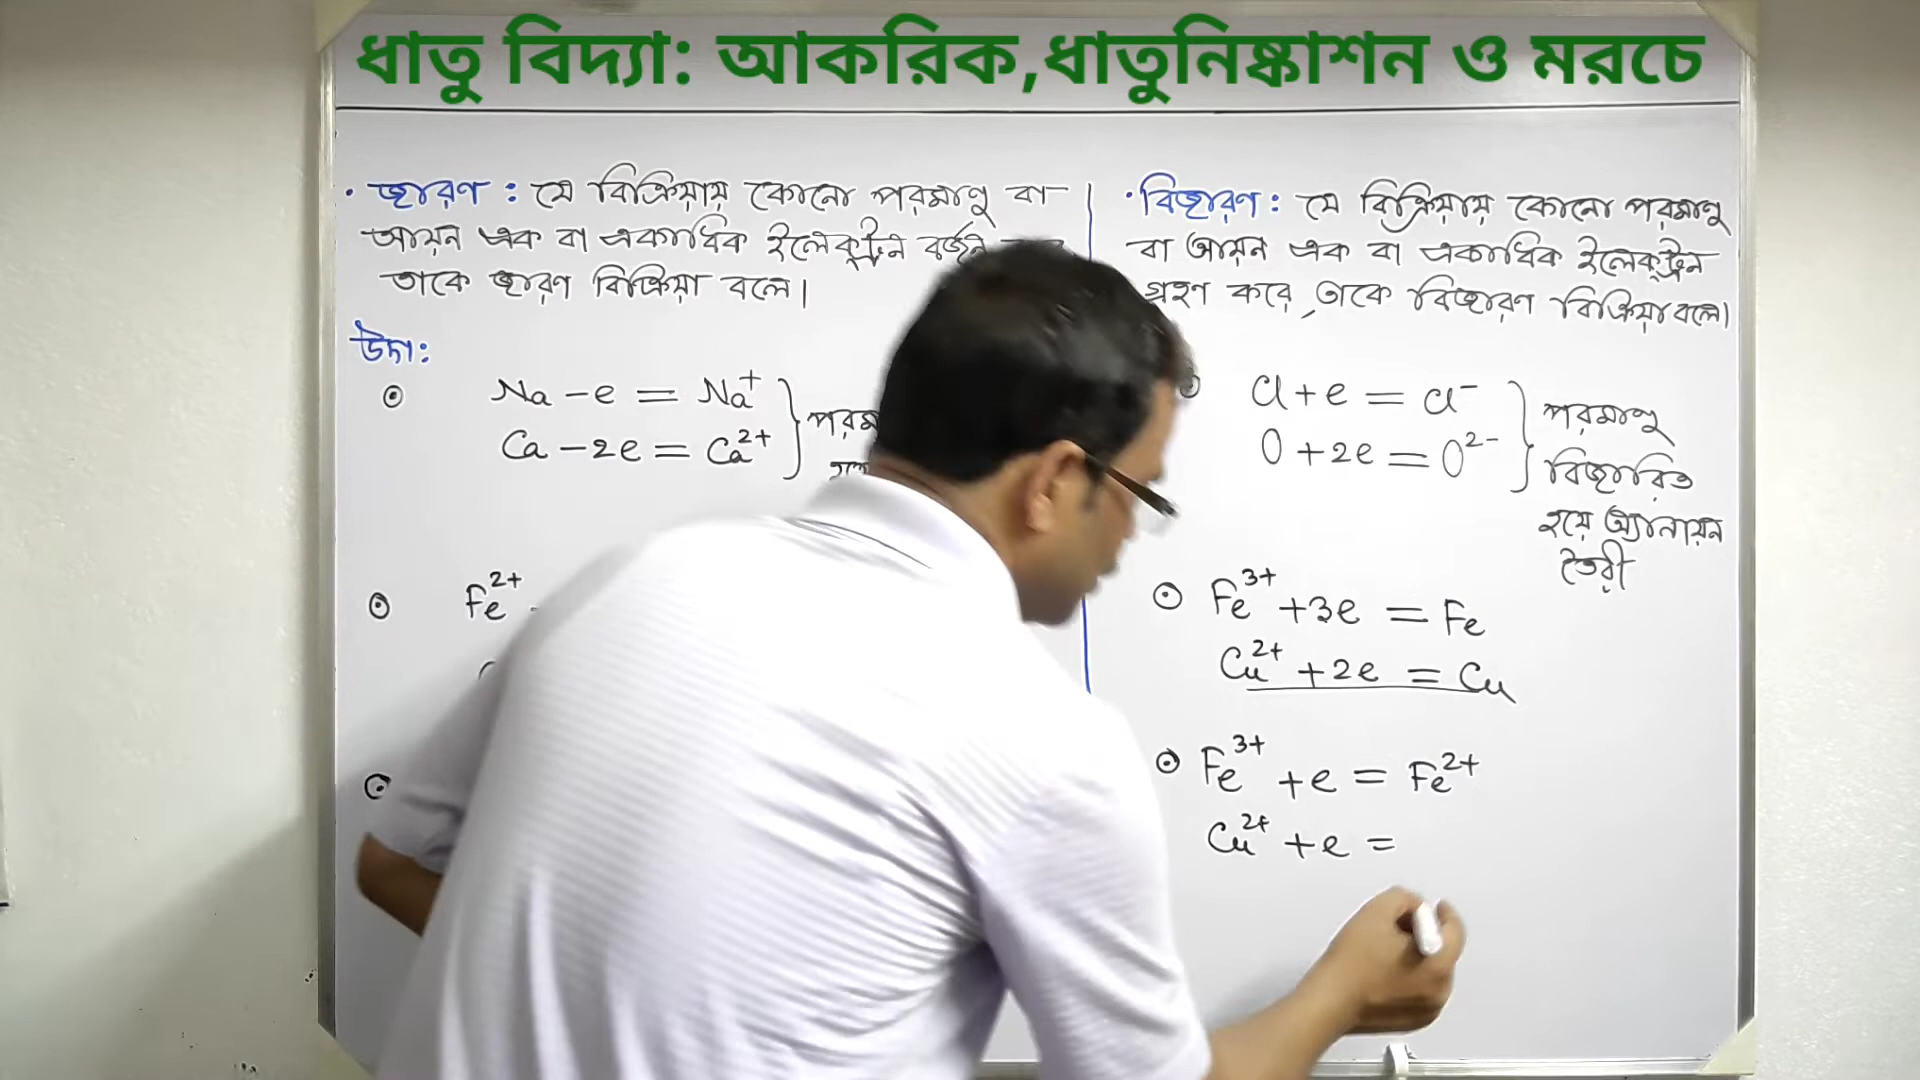 ধাতু বিদ্যা: আকরিক,ধাতুনিষ্কাশন ও মরচে
• জারণ : যে বিক্রিয়ায় কোনো পরমাণু বা
আয়ন এক বা একাধিক ইলেকট্রন বর্জন
তাকে জারণ বিক্রিয়া বলে।
উদা:
⊙ Na – e = Na⁺
Ca – 2e = Ca²⁺
⊙ Fe²⁺
⊙
• বিজারণ : যে বিক্রিয়ায় কোনো পরমাণু
বা আয়ন এক বা একাধিক ইলেকট্রন
গ্রহণ করে, তাকে বিজারণ বিক্রিয়া বলে।
Cl + e = Cl⁻
O + 2e = O²⁻
পরমাণু
বিজারিত
হয়ে অ্যানায়ন
তৈরী
⊙ Fe³⁺ + 3e = Fe
Cu²⁺ + 2e = Cu
⊙ Fe³⁺ + e = Fe²⁺
Cu²⁺ + e =